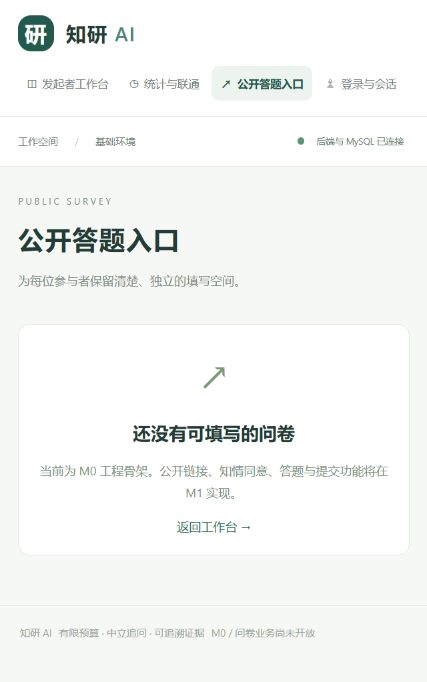 研 知研 AI
发起者工作台 统计与联通 公开答题入口 登录与会话
工作空间 / 基础环境 后端与 MySQL 已连接
PUBLIC SURVEY
公开答题入口
为每位参与者保留清楚、独立的填写空间。
还没有可填写的问卷
当前为 M0 工程骨架。公开链接、知情同意、答题与提交功能将在
M1 实现。
返回工作台 →
知研 AI 有限预算 · 中立追问 · 可追溯证据 M0 / 问卷业务尚未开放